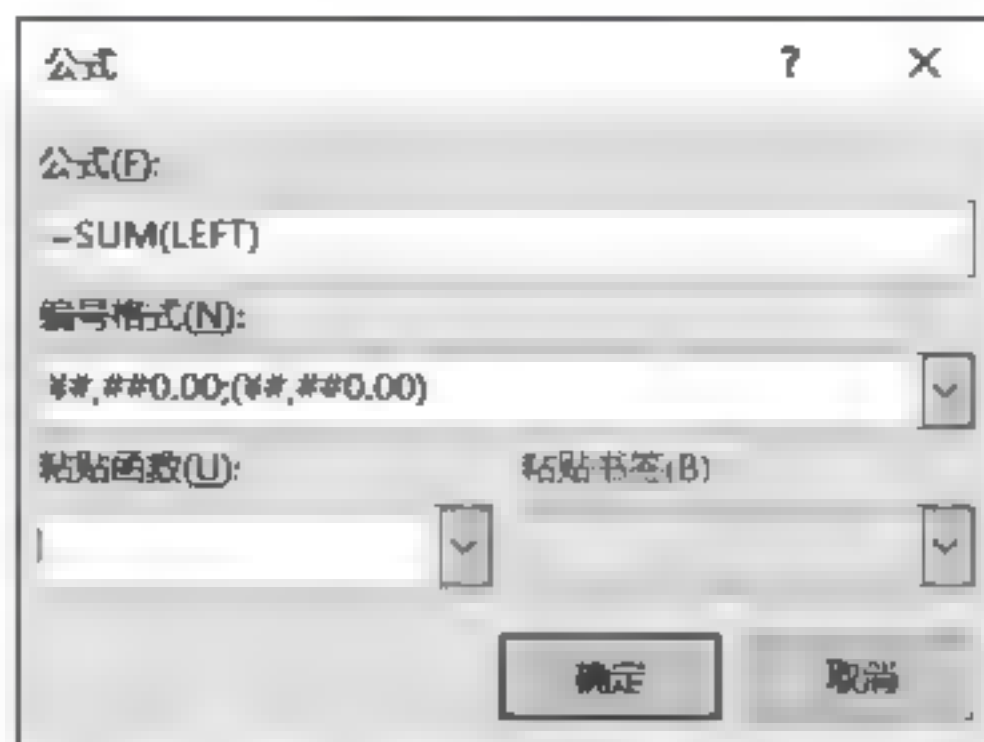 公式 ? ×
公式(F):
=SUM(LEFT)
编号格式(N):
¥#,##0.00;(¥#,##0.00)
粘贴函数(U): 粘贴书签(B)
确定 取消